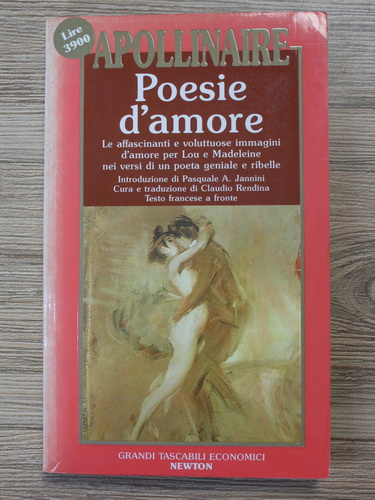 Lire
3900
APOLLINAIRE
Poesie
d'amore
Le affascinanti e voluttuose immagini
d'amore per Lou e Madeleine
nei versi di un poeta geniale e ribelle
Introduzione di Pasquale A. Jannini
Cura e traduzione di Claudio Rendina
Testo francese a fronte
GRANDI TASCABILI ECONOMICI
NEWTON